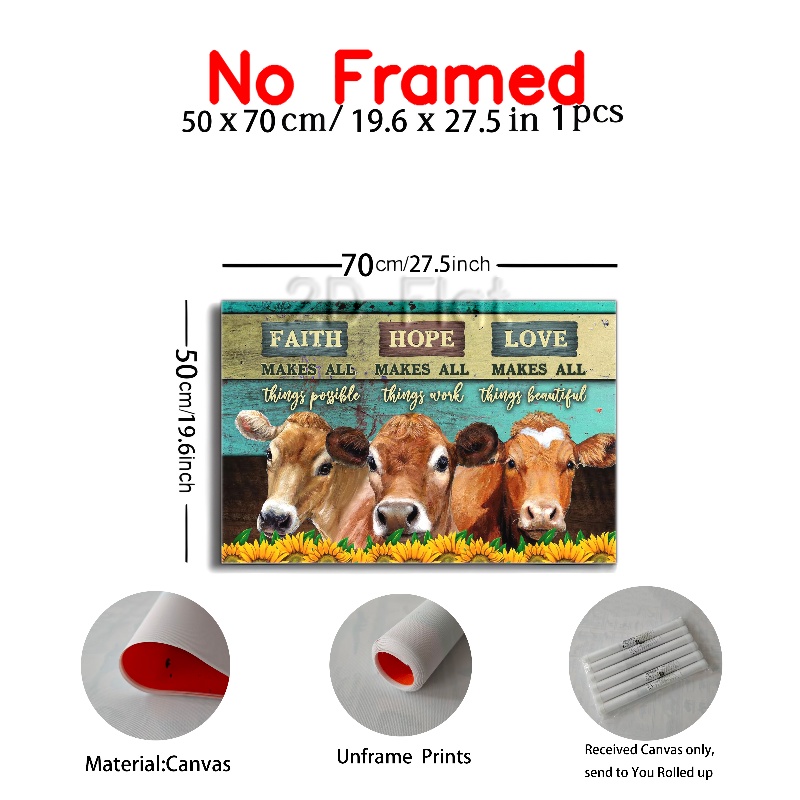 No Framed
50 x 70 cm/ 19.6 x 27.5 in 1pcs
70cm/27.5inch
2D Flat
50cm/19.6inch
FAITH HOPE LOVE
MAKES ALL MAKES ALL MAKES ALL
things possible things work things beautiful
Material:Canvas
Unframe Prints
Received Canvas only,
send to You Rolled up